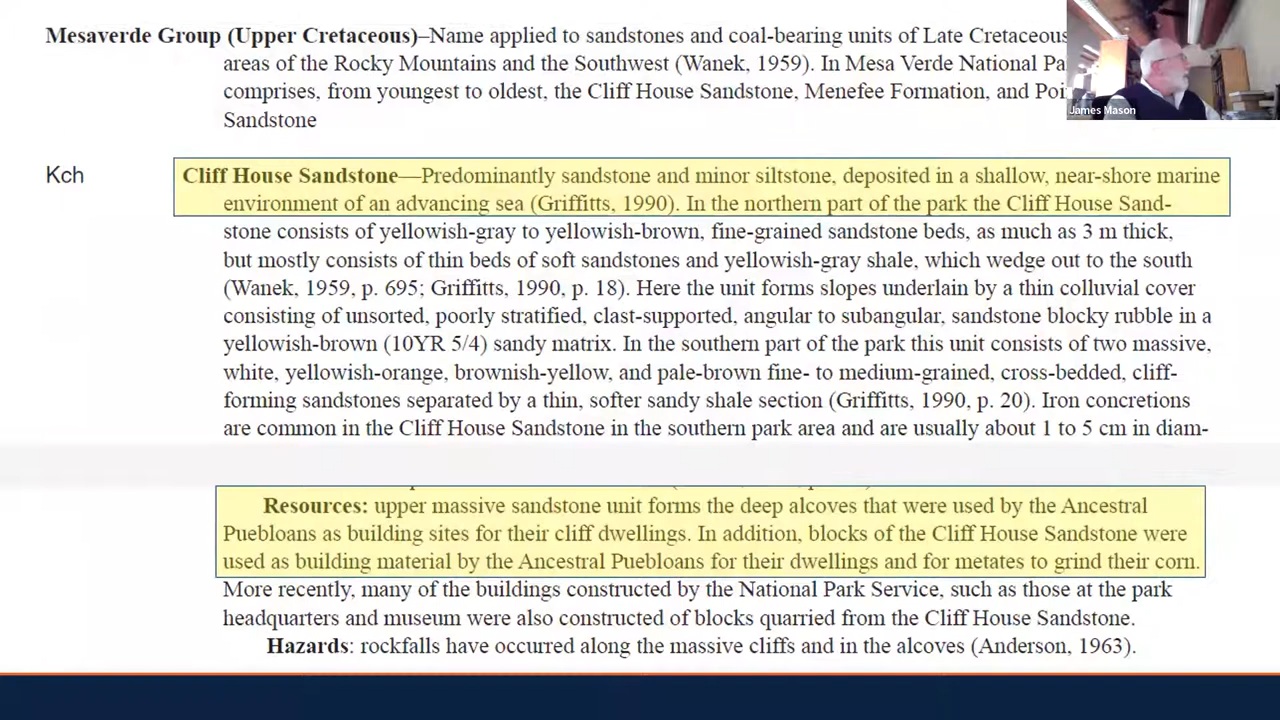 Mesaverde Group (Upper Cretaceous)–Name applied to sandstones and coal-bearing units of Late Cretaceous
areas of the Rocky Mountains and the Southwest (Wanek, 1959). In Mesa Verde National
comprises, from youngest to oldest, the Cliff House Sandstone, Menefee Formation, and
Sandstone
James Mason
Kch
Cliff House Sandstone—Predominantly sandstone and minor siltstone, deposited in a shallow, near-shore marine
environment of an advancing sea (Griffitts, 1990). In the northern part of the park the Cliff House Sand-
stone consists of yellowish-gray to yellowish-brown, fine-grained sandstone beds, as much as 3 m thick,
but mostly consists of thin beds of soft sandstones and yellowish-gray shale, which wedge out to the south
(Wanek, 1959, p. 695; Griffitts, 1990, p. 18). Here the unit forms slopes underlain by a thin colluvial cover
consisting of unsorted, poorly stratified, clast-supported, angular to subangular, sandstone blocky rubble in a
yellowish-brown (10YR 5/4) sandy matrix. In the southern part of the park this unit consists of two massive,
white, yellowish-orange, brownish-yellow, and pale-brown fine- to medium-grained, cross-bedded, cliff-
forming sandstones separated by a thin, softer sandy shale section (Griffitts, 1990, p. 20). Iron concretions
are common in the Cliff House Sandstone in the southern park area and are usually about 1 to 5 cm in diam-
Resources: upper massive sandstone unit forms the deep alcoves that were used by the Ancestral
Puebloans as building sites for their cliff dwellings. In addition, blocks of the Cliff House Sandstone were
used as building material by the Ancestral Puebloans for their dwellings and for metates to grind their corn.
More recently, many of the buildings constructed by the National Park Service, such as those at the park
headquarters and museum were also constructed of blocks quarried from the Cliff House Sandstone.
Hazards: rockfalls have occurred along the massive cliffs and in the alcoves (Anderson, 1963).